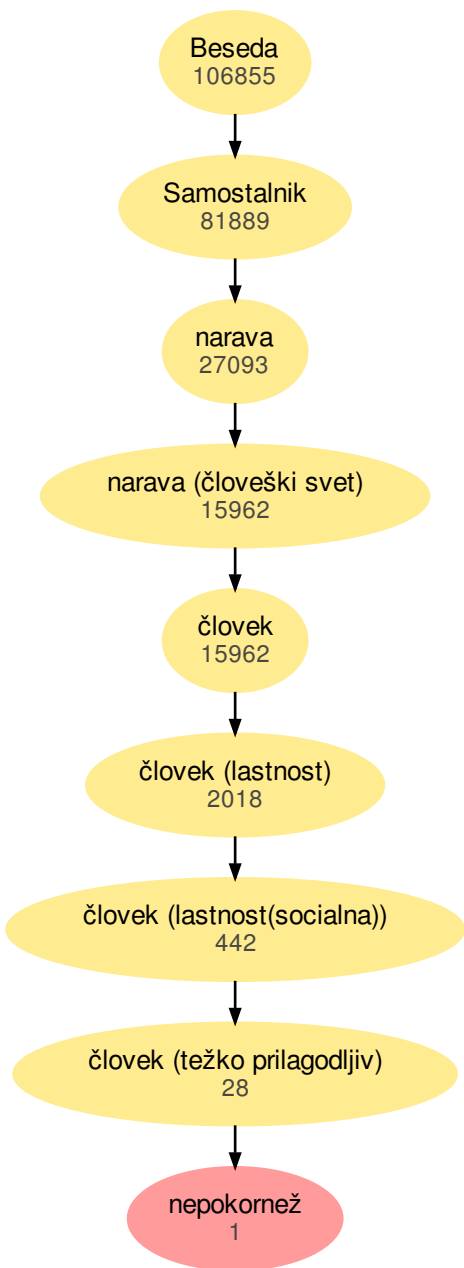 Beseda
106855
Samostalnik
81889
narava
27093
narava (človeški svet)
15962
človek
15962
človek (lastnost)
2018
človek (lastnost(socialna))
442
človek (težko prilagodljiv)
28
nepokornež
1